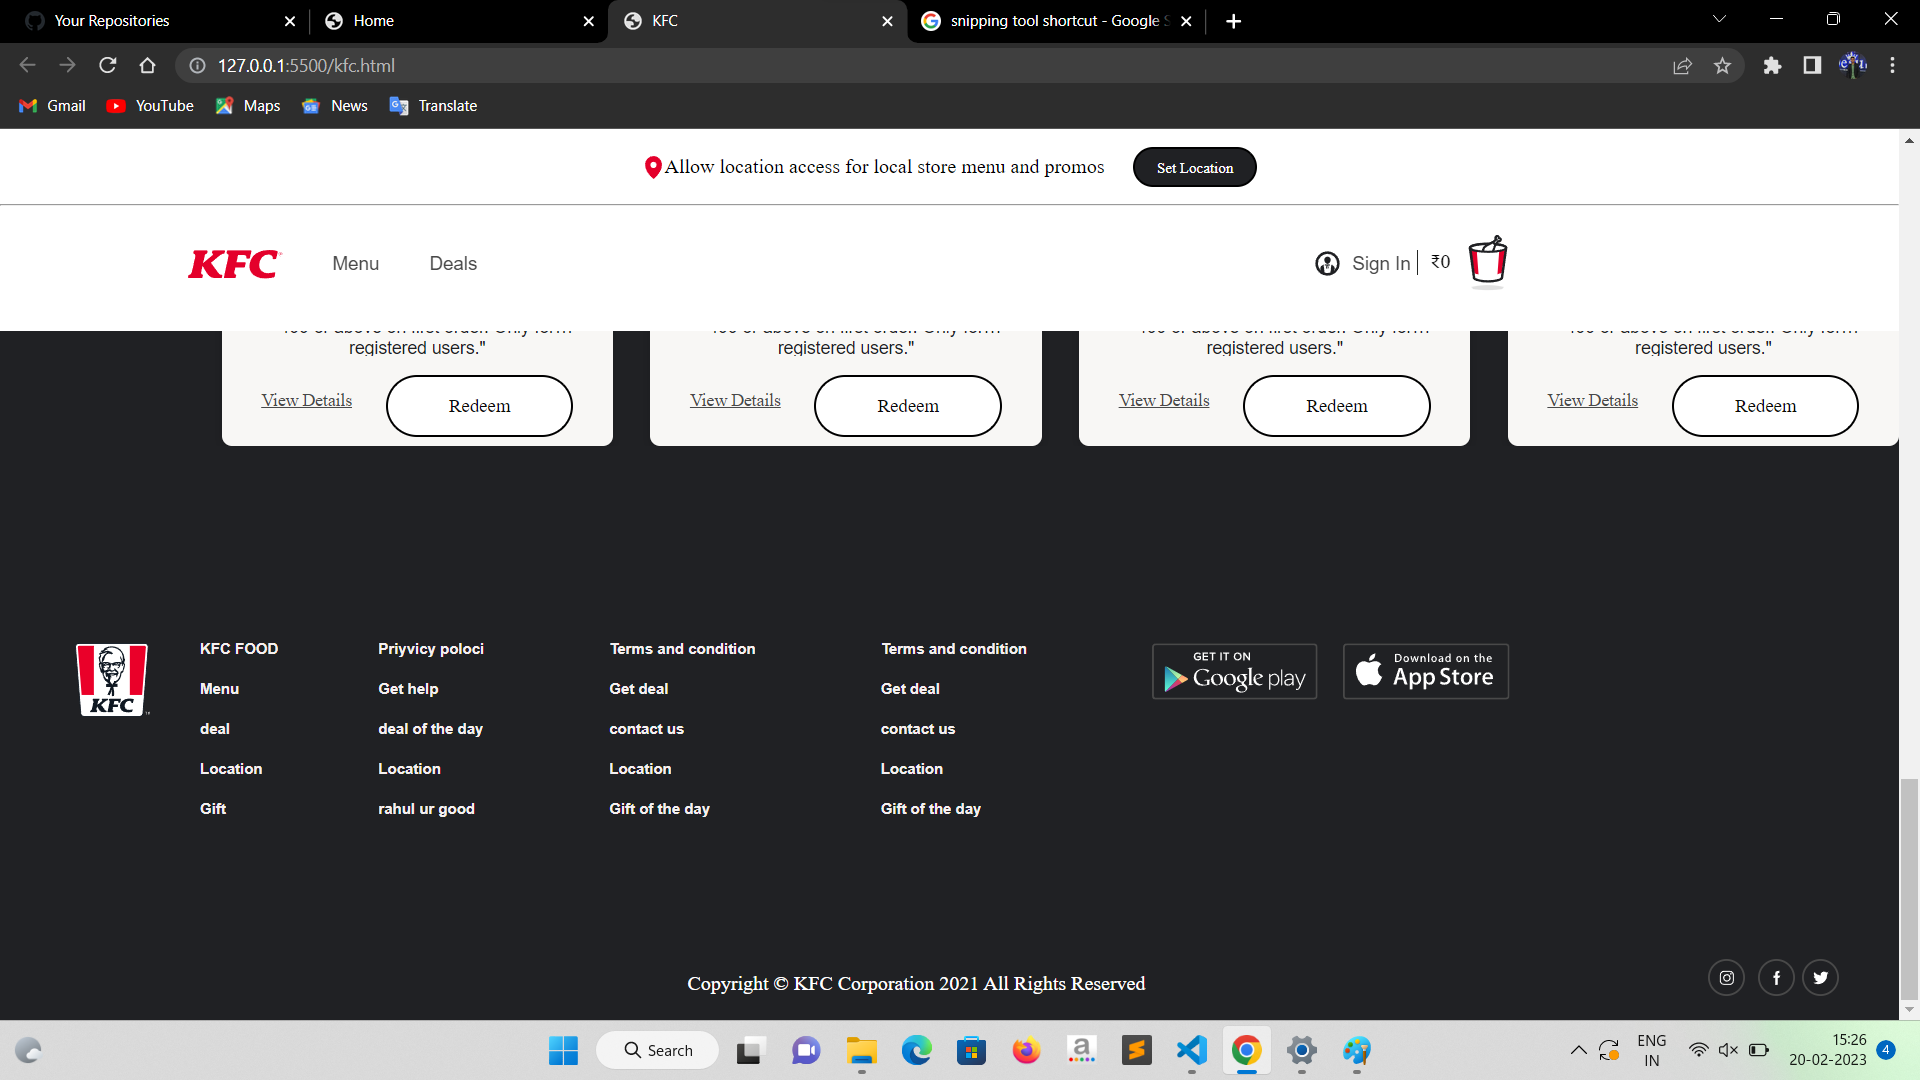 Your Repositories
Home
KFC
snipping tool shortcut - Google S
127.0.0.1:5500/kfc.html
Gmail
YouTube
Maps
News
Translate
Allow location access for local store menu and promos
Set Location
KFC
Menu
Deals
Sign In
₹0
registered users."
registered users."
registered users."
registered users."
View Details
Redeem
View Details
Redeem
View Details
Redeem
View Details
Redeem
KFC
KFC FOOD
Menu
deal
Location
Gift
Priyvicy poloci
Get help
deal of the day
Location
rahul ur good
Terms and condition
Get deal
contact us
Location
Gift of the day
Terms and condition
Get deal
contact us
Location
Gift of the day
GET IT ON
Google play
Download on the
App Store
Copyright © KFC Corporation 2021 All Rights Reserved
Search
ENG
IN
15:26
20-02-2023
4